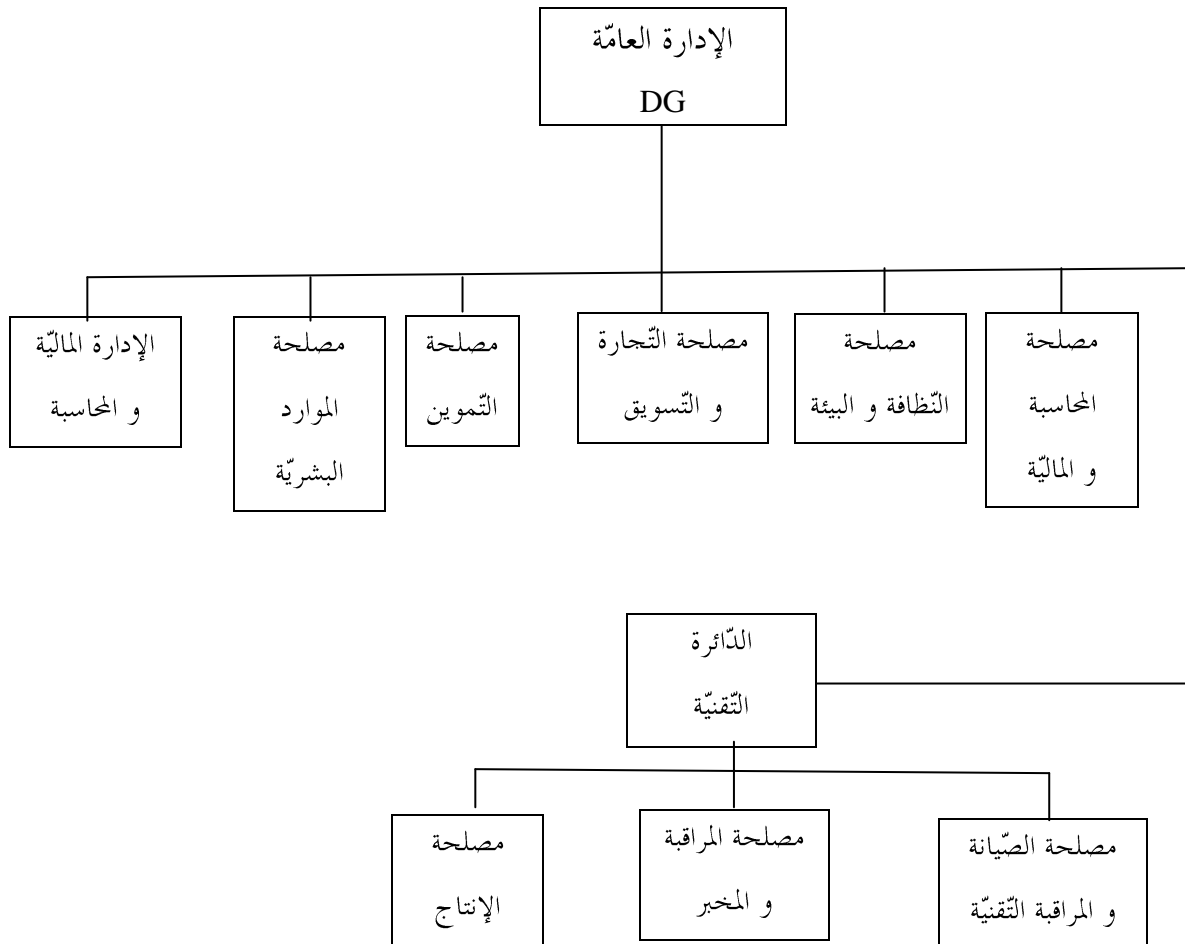 الإدارة العامّة
DG
مصلحة
المحاسبة
و الماليّة
مصلحة
النّظافة و البيئة
مصلحة التّجارة
و التّسويق
مصلحة
التّموين
مصلحة
الموارد
البشريّة
الإدارة الماليّة
و المحاسبة
الدّائرة
التّقنيّة
مصلحة الصّيانة
و المراقبة التّقنيّة
مصلحة المراقبة
و المخبر
مصلحة
الإنتاج